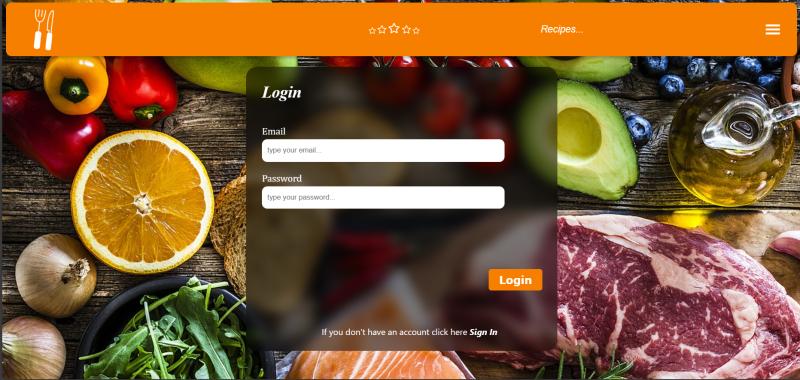 Recipes...
Login
Email
type your email...
Password
type your password...
Login
If you don't have an account click here Sign In